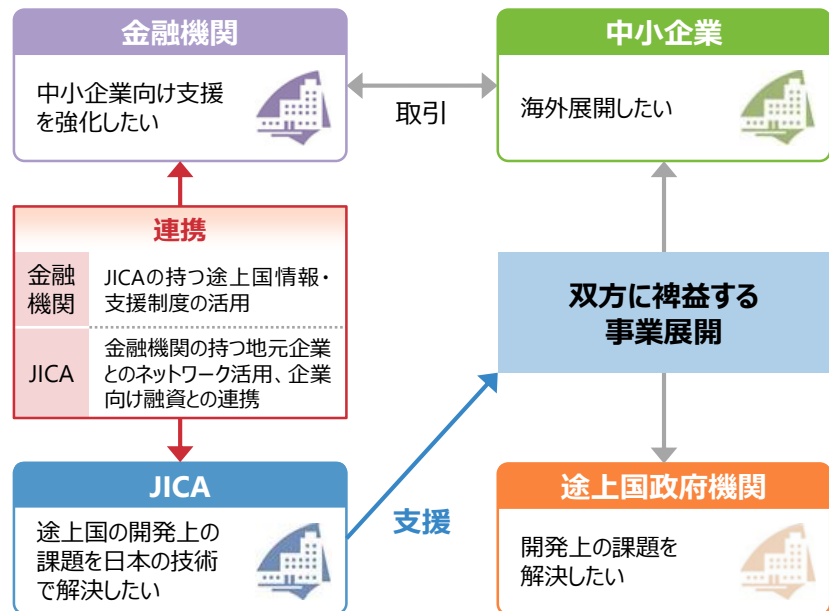 金融機関
中小企業向け支援
を強化したい
取引
中小企業
海外展開したい
連携
金融
機関
JICAの持つ途上国情報・
支援制度の活用
JICA
金融機関の持つ地元企業
とのネットワーク活用、企業
向け融資との連携
双方に裨益する
事業展開
JICA
途上国の開発上の
課題を日本の技術
で解決したい
支援
途上国政府機関
開発上の課題を
解決したい